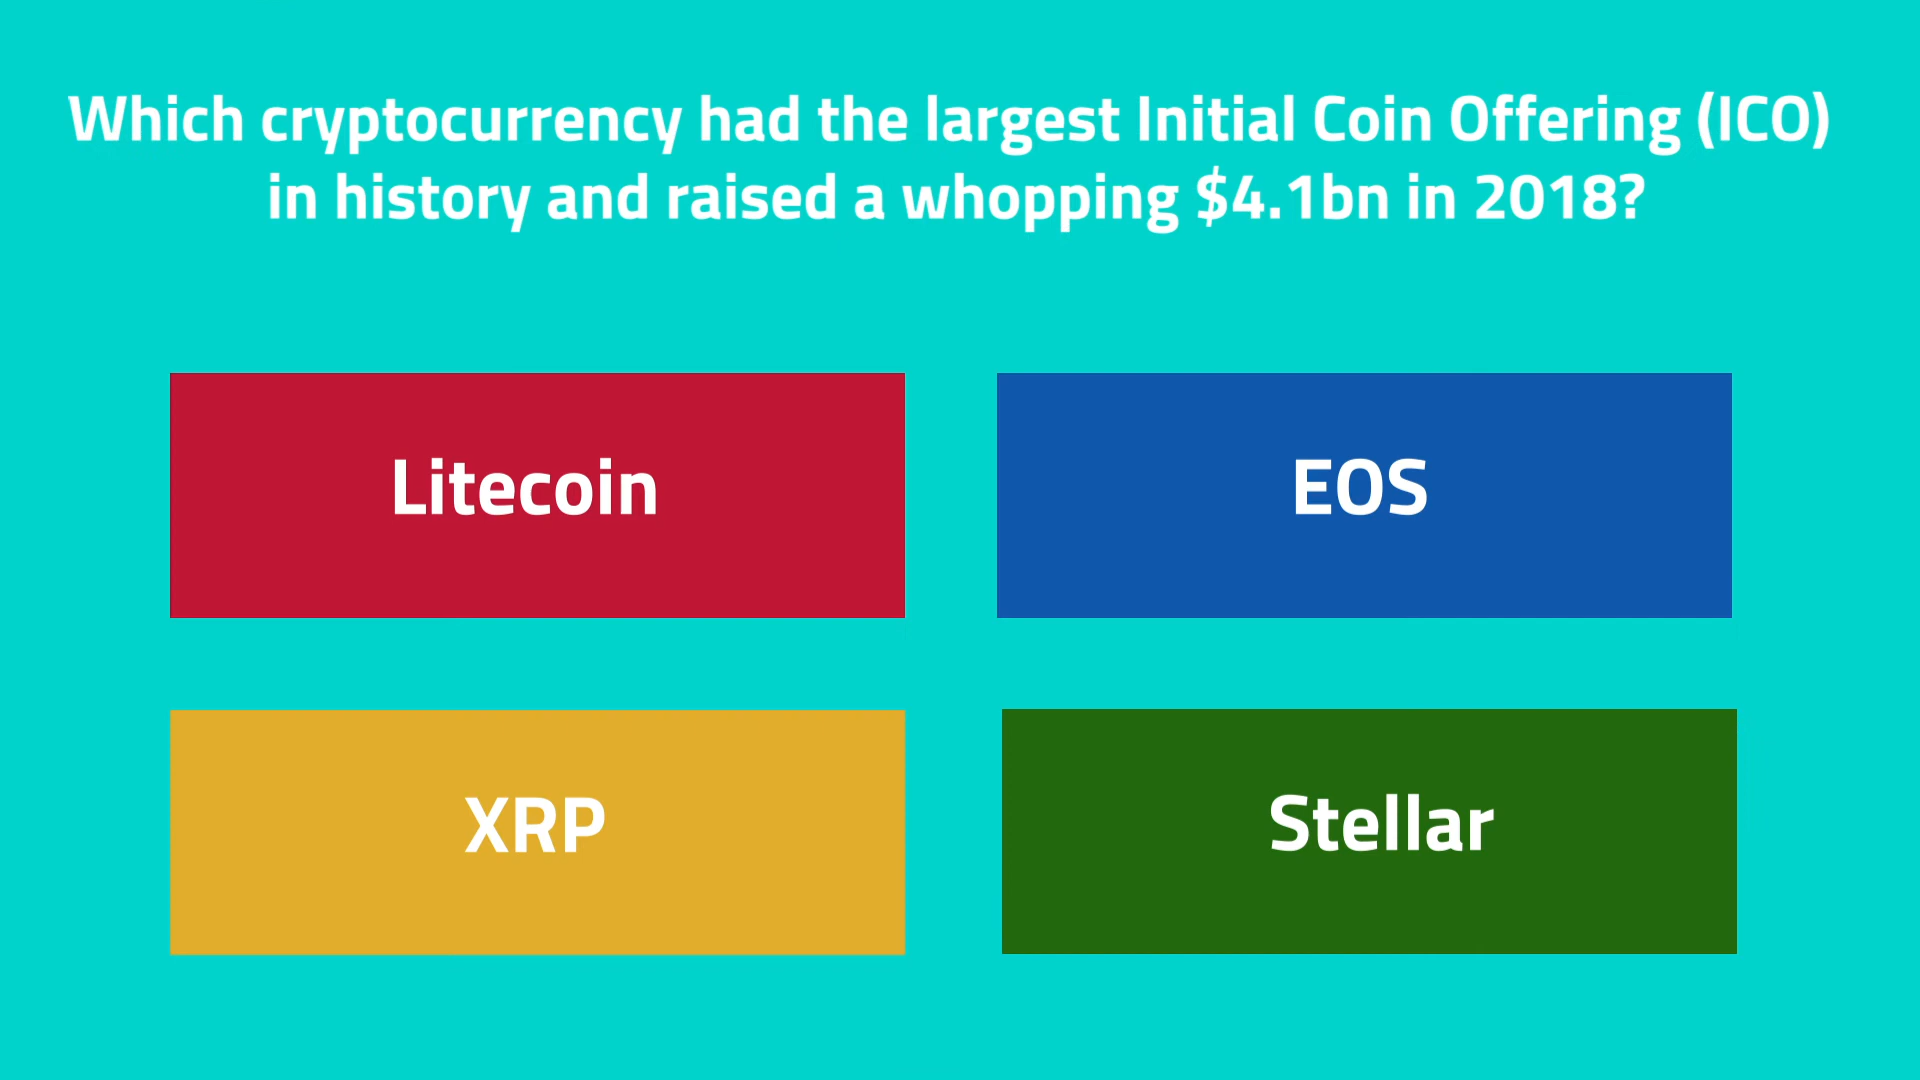 Which cryptocurrency had the largest Initial Coin Offering (ICO)
in history and raised a whopping $4.1bn in 2018?
Litecoin
EOS
XRP
Stellar